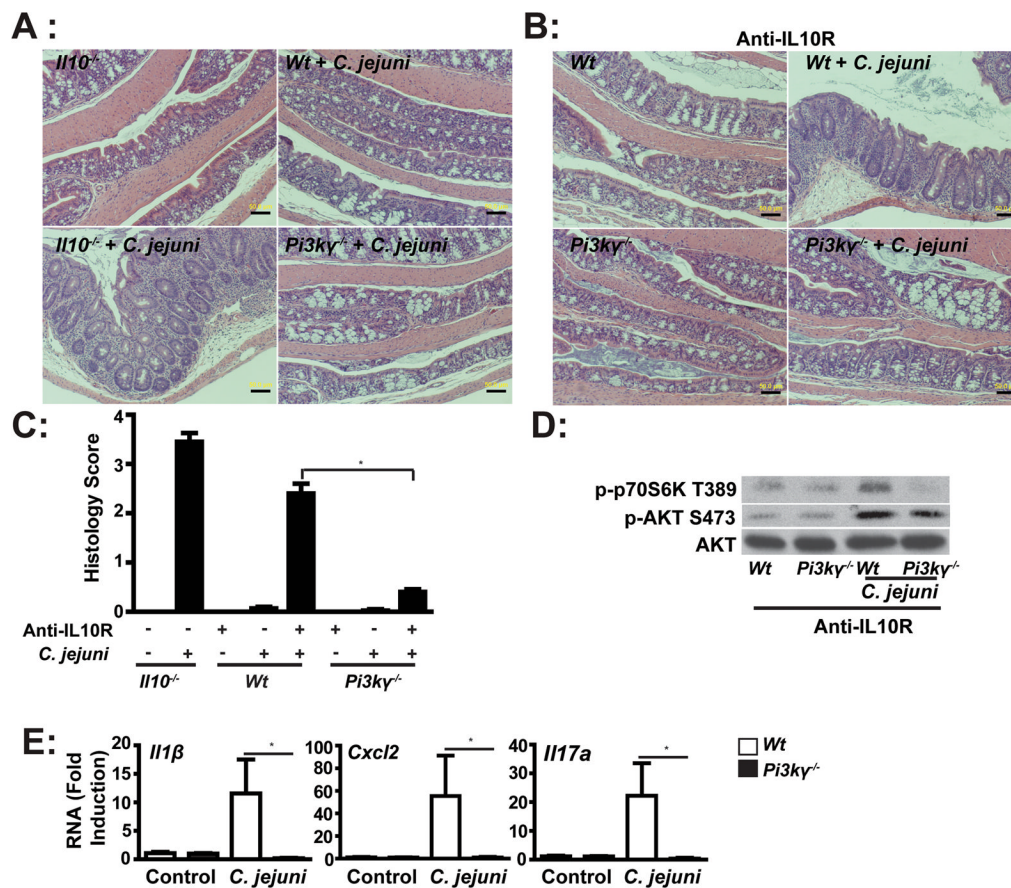 A :
Il10-/-
Wt + C. jejuni
Il10-/- + C. jejuni
Pi3kγ-/- + C. jejuni
B:
Anti-IL10R
Wt
Wt + C. jejuni
Pi3kγ-/-
Pi3kγ-/- + C. jejuni
50.0 µm
C:
Histology Score
4
3
2
1
0
*
Anti-IL10R - - + - + + - +
C. jejuni - + - + + - + +
Il10-/- Wt Pi3kγ-/-
D:
p-p70S6K T389
p-AKT S473
AKT
Wt Pi3kγ-/- Wt Pi3kγ-/-
C. jejuni
Anti-IL10R
E:
RNA (Fold
Induction)
Il1β
20
15
10
5
0
*
Control C. jejuni
Cxcl2
100
80
60
40
20
0
*
Control C. jejuni
Il17a
40
30
20
10
0
*
Control C. jejuni
Wt
Pi3kγ-/-